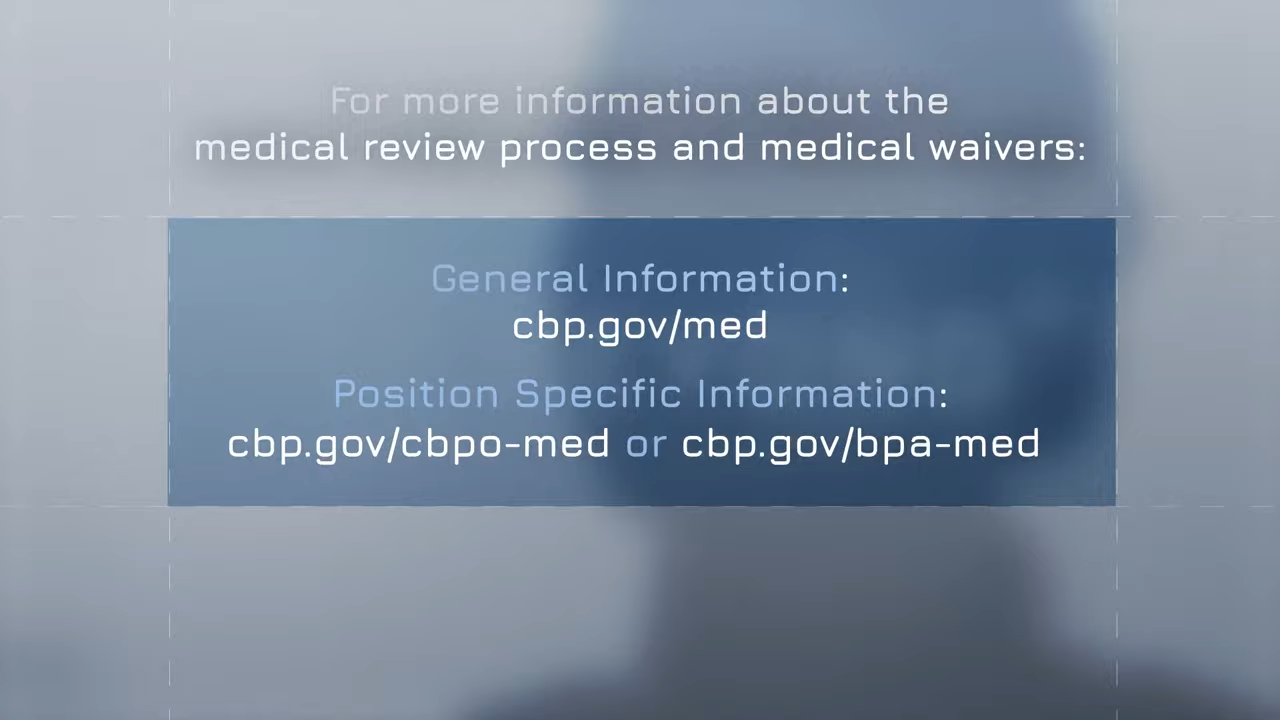 For more information about the
medical review process and medical waivers:
General Information:
cbp.gov/med
Position Specific Information:
cbp.gov/cbpo-med or cbp.gov/bpa-med